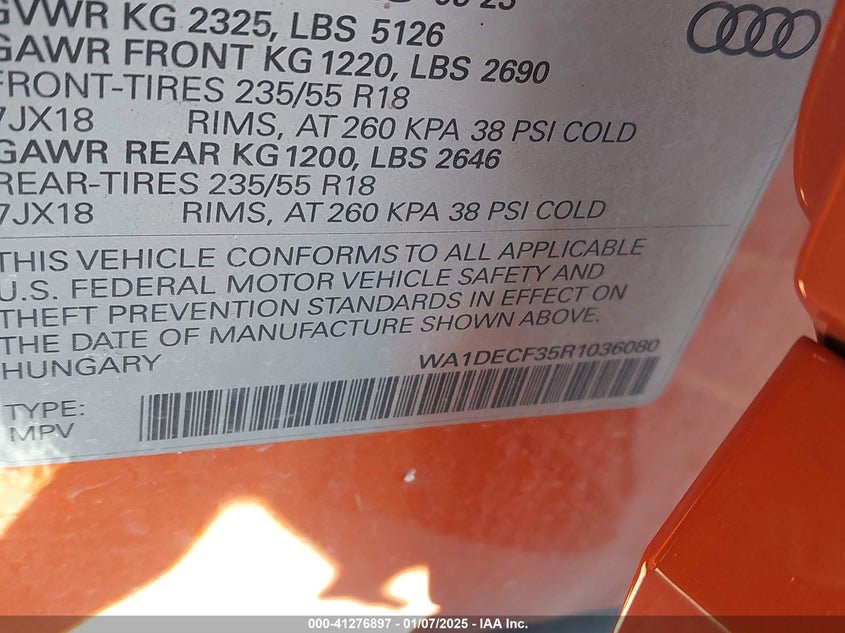 GVWR KG 2325, LBS 5126
GAWR FRONT KG 1220, LBS 2690
FRONT-TIRES 235/55 R18
7JX18 RIMS, AT 260 KPA 38 PSI COLD
GAWR REAR KG 1200, LBS 2646
REAR-TIRES 235/55 R18
7JX18 RIMS, AT 260 KPA 38 PSI COLD
THIS VEHICLE CONFORMS TO ALL APPLICABLE
U.S. FEDERAL MOTOR VEHICLE SAFETY AND
THEFT PREVENTION STANDARDS IN EFFECT ON
THE DATE OF MANUFACTURE SHOWN ABOVE.
HUNGARY WA1DECF35R1036080
TYPE:
MPV
000-41276897 - 01/07/2025 - IAA Inc.